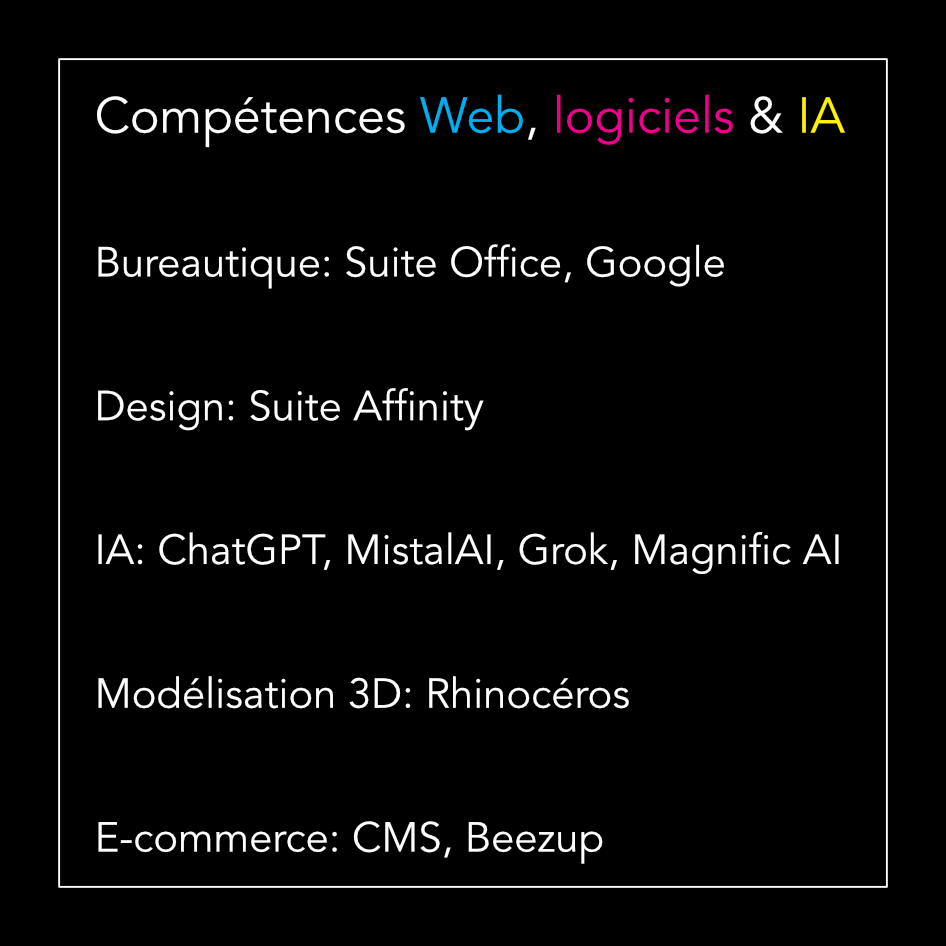 Compétences Web, logiciels & IA
Bureautique: Suite Office, Google
Design: Suite Affinity
IA: ChatGPT, MistalAI, Grok, Magnific AI
Modélisation 3D: Rhinocéros
E-commerce: CMS, Beezup